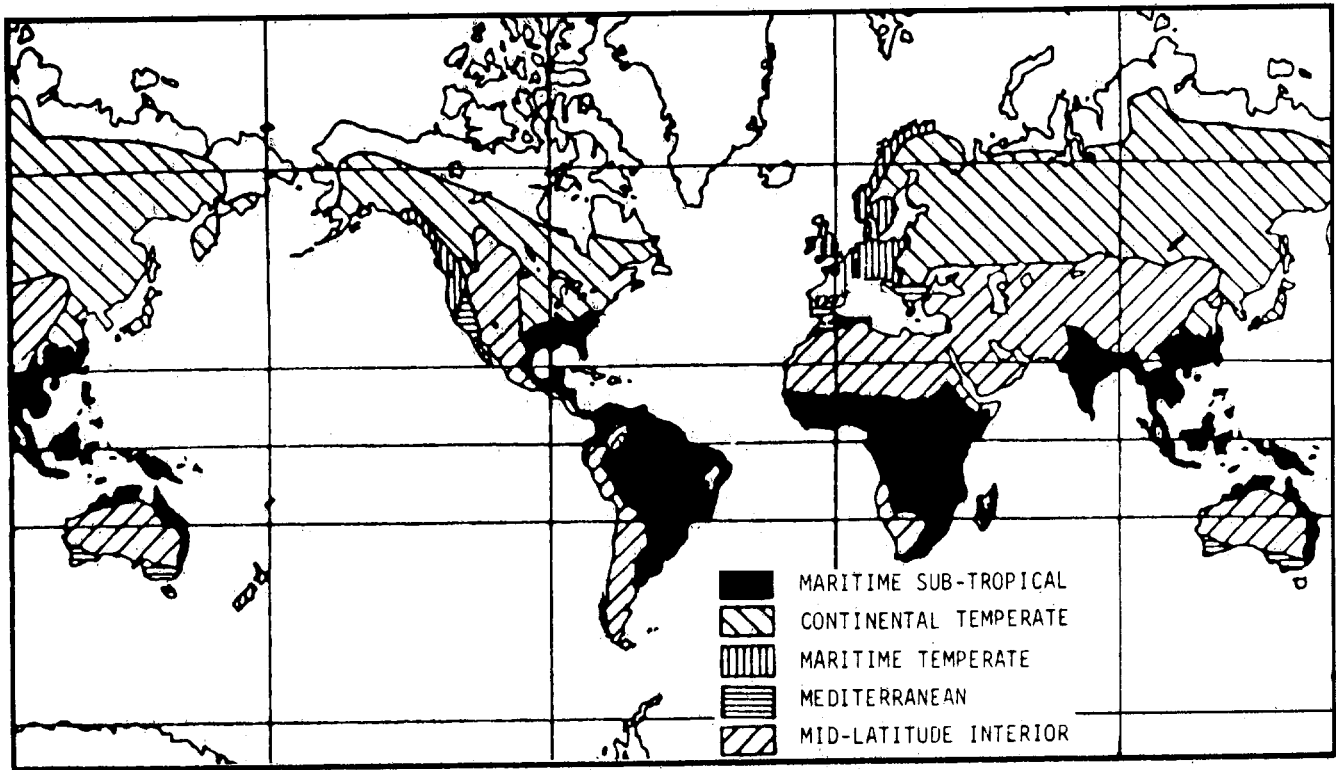 MARITIME SUB-TROPICAL
CONTINENTAL TEMPERATE
MARITIME TEMPERATE
MEDITERRANEAN
MID-LATITUDE INTERIOR